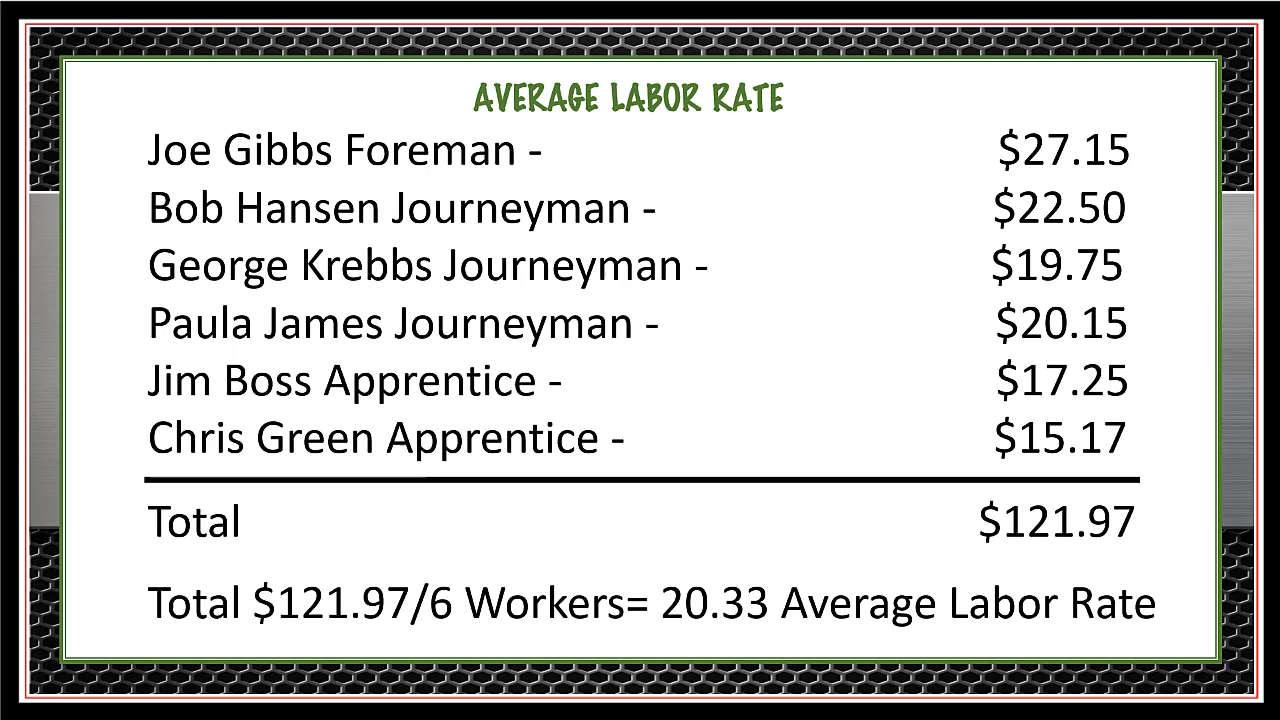 AVERAGE LABOR RATE
Joe Gibbs Foreman - $27.15
Bob Hansen Journeyman - $22.50
George Krebbs Journeyman - $19.75
Paula James Journeyman - $20.15
Jim Boss Apprentice - $17.25
Chris Green Apprentice - $15.17
Total $121.97
Total $121.97/6 Workers= 20.33 Average Labor Rate